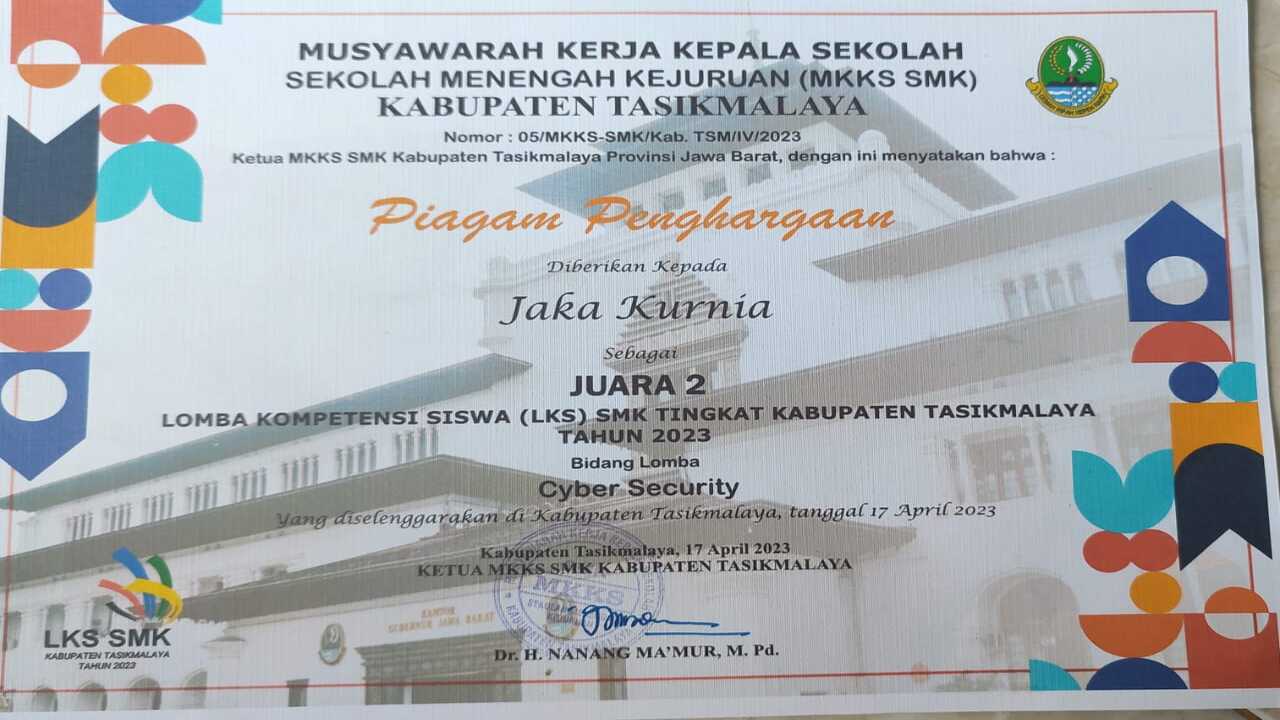 MUSYAWARAH KERJA KEPALA SEKOLAH
SEKOLAH MENENGAH KEJURUAN (MKKS SMK)
KABUPATEN TASIKMALAYA
Nomor : 05/MKKS-SMK/Kab. TSM/IV/2023
Ketua MKKS SMK Kabupaten Tasikmalaya Provinsi Jawa Barat, dengan ini menyatakan bahwa :
Piagam Penghargaan
Diberikan Kepada
Jaka Kurnia
Sebagai
JUARA 2
LOMBA KOMPETENSI SISWA (LKS) SMK TINGKAT KABUPATEN TASIKMALAYA
TAHUN 2023
Bidang Lomba
Cyber Security
Yang diselenggarakan di Kabupaten Tasikmalaya, tanggal 17 April 2023
Kabupaten Tasikmalaya, 17 April 2023
KETUA MKKS SMK KABUPATEN TASIKMALAYA
MKKS
KANTOR
GUBERNUR JAWA BARAT
Dr. H. NANANG MA'MUR, M. Pd.
LKS SMK
KABUPATEN TASIKMALAYA
TAHUN 2023